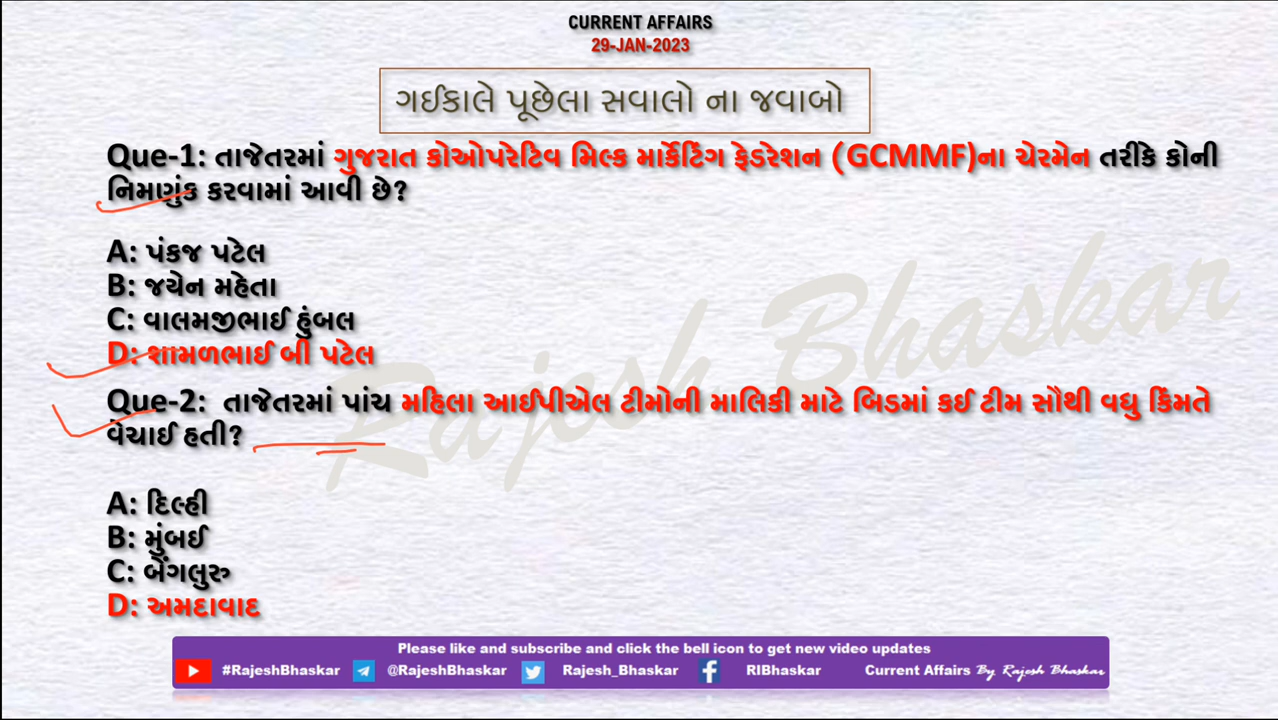 CURRENT AFFAIRS
29-JAN-2023
ગઈકાલે પૂછેલા સવાલો ના જવાબો
Que-1: તાજેતરમાં ગુજરાત કોઓપરેટિવ મિલ્ક માર્કેટિંગ ફેડરેશન (GCMMF)ના ચેરમેન તરીકે કોની
નિમણુંક કરવામાં આવી છે?
A: પંકજ પટેલ
B: જયેન મહેતા
C: વાલમજીભાઈ હુંબલ
D: શામળભાઈ બી પટેલ
Que-2: તાજેતરમાં પાંચ મહિલા આઈપીએલ ટીમોની માલિકી માટે બિડમાં કઈ ટીમ સૌથી વધુ કિંમતે
વેચાઈ હતી?
A: દિલ્હી
B: મુંબઈ
C: બેંગલુરુ
D: અમદાવાદ
Rajesh Bhaskar
Please like and subscribe and click the bell icon to get new video updates
#RajeshBhaskar @RajeshBhaskar Rajesh_Bhaskar RIBhaskar Current Affairs By Rajesh Bhaskar